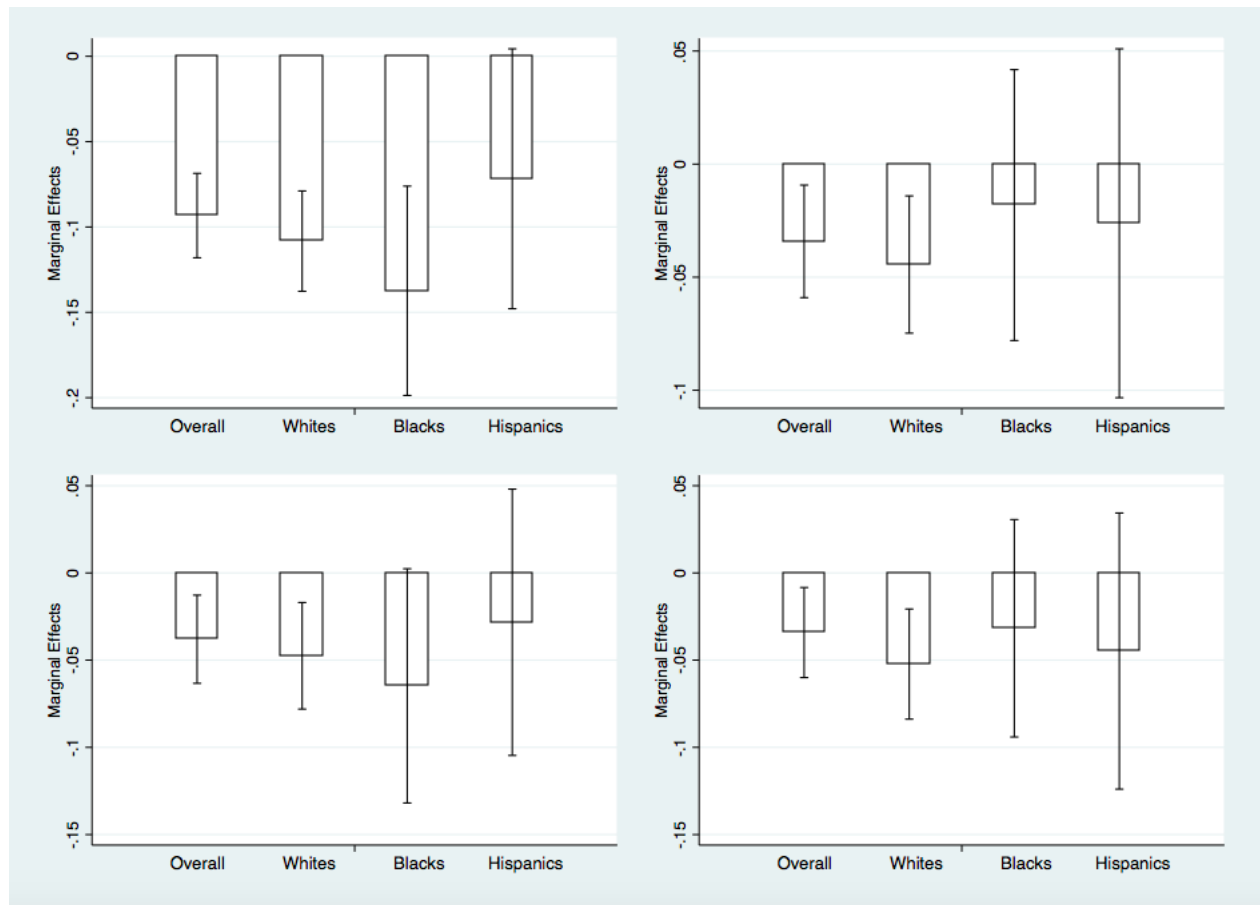 Marginal Effects
0
-.05
-.1
-.15
-.2
Overall Whites Blacks Hispanics
Marginal Effects
.05
0
-.05
-.1
Overall Whites Blacks Hispanics
Marginal Effects
.05
0
-.05
-.1
-.15
Overall Whites Blacks Hispanics
Marginal Effects
.05
0
-.05
-.1
-.15
Overall Whites Blacks Hispanics